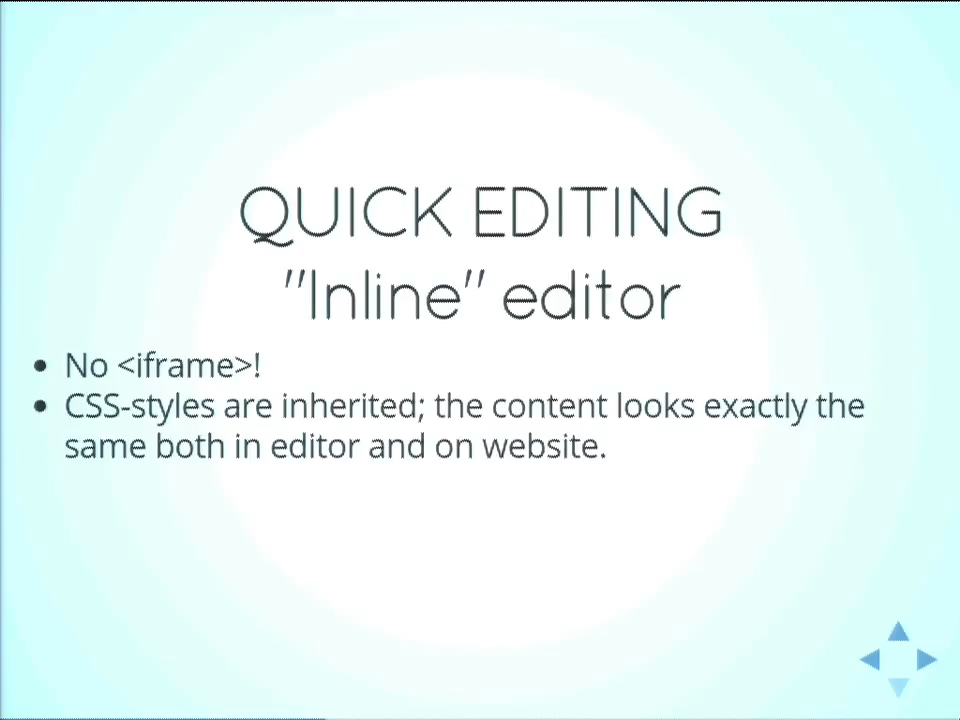 QUICK EDITING
"Inline" editor
No <iframe>!
CSS-styles are inherited; the content looks exactly the
same both in editor and on website.